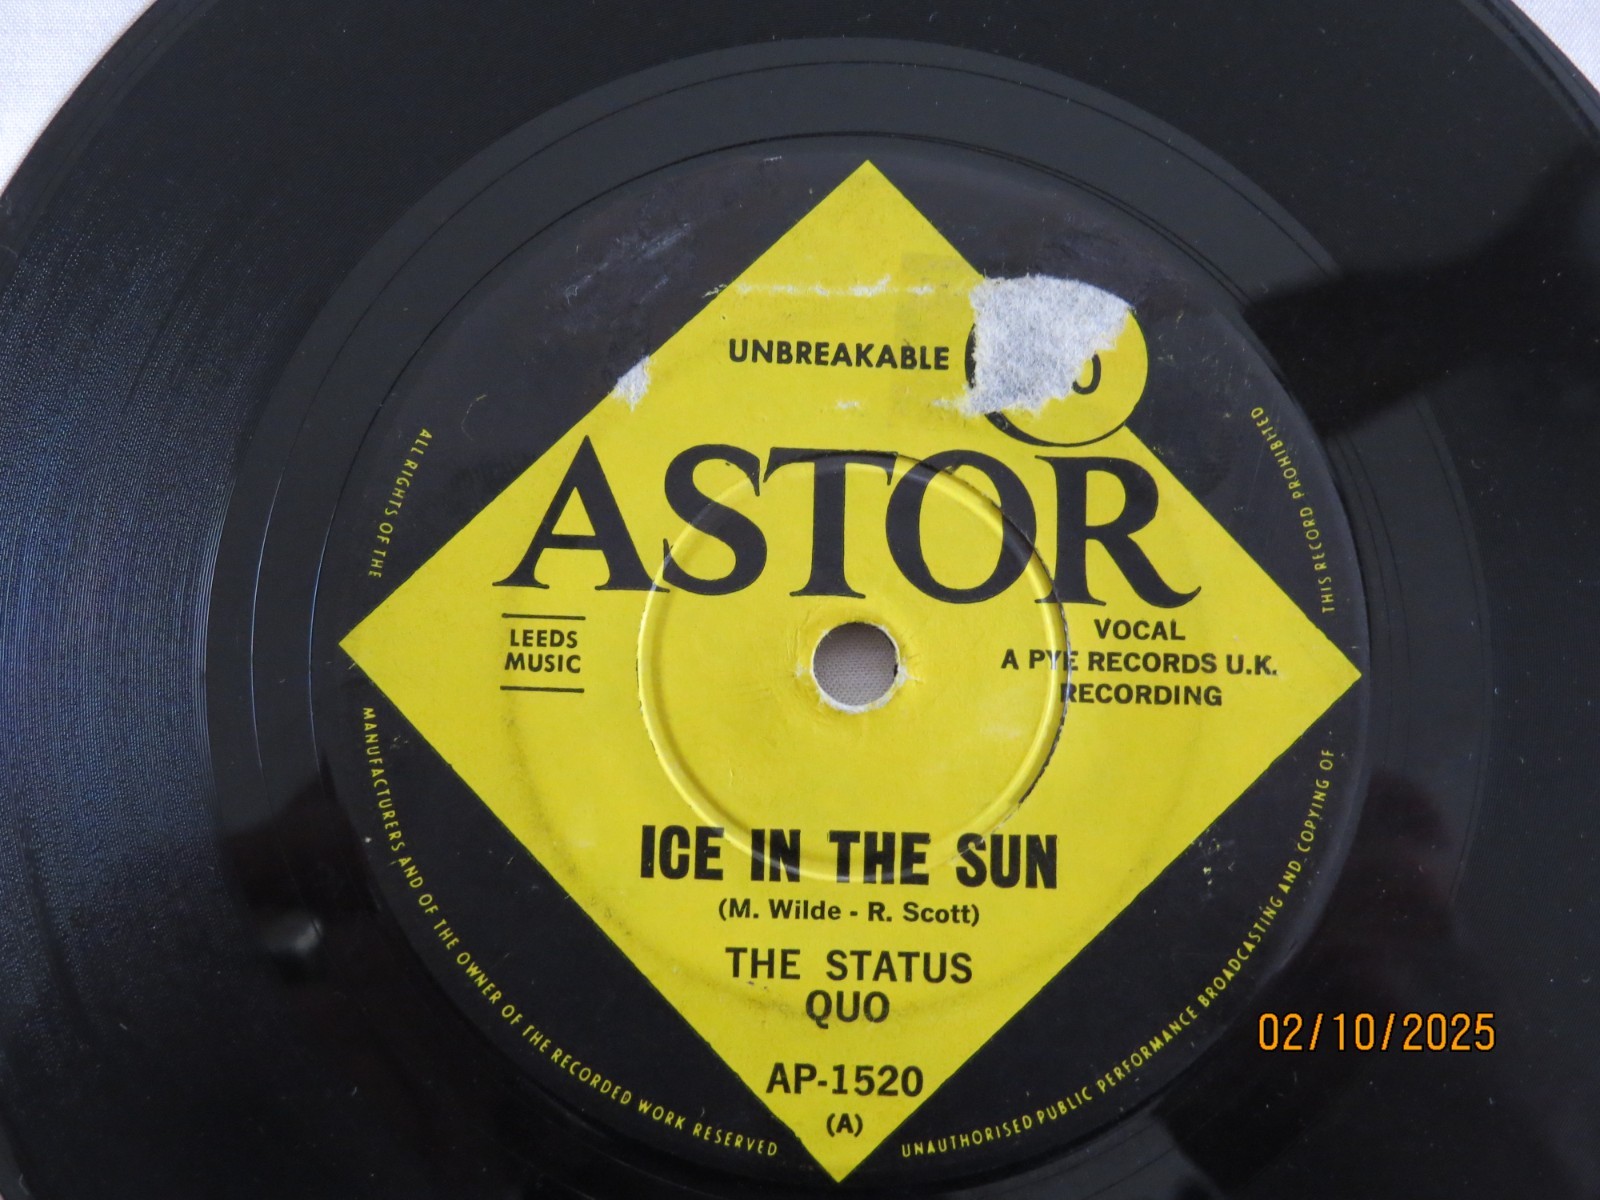 UNBREAKABLE
ASTOR
LEEDS
MUSIC
VOCAL
A PYE RECORDS U.K.
RECORDING
ICE IN THE SUN
(M. Wilde - R. Scott)
THE STATUS
QUO
AP-1520
(A)
ALL RIGHTS OF THE MANUFACTURERS AND OF THE OWNER OF THE RECORDED WORK RESERVED
UNAUTHORISED PUBLIC PERFORMANCE BROADCASTING AND COPYING OF THIS RECORD PROHIBITED
02/10/2025